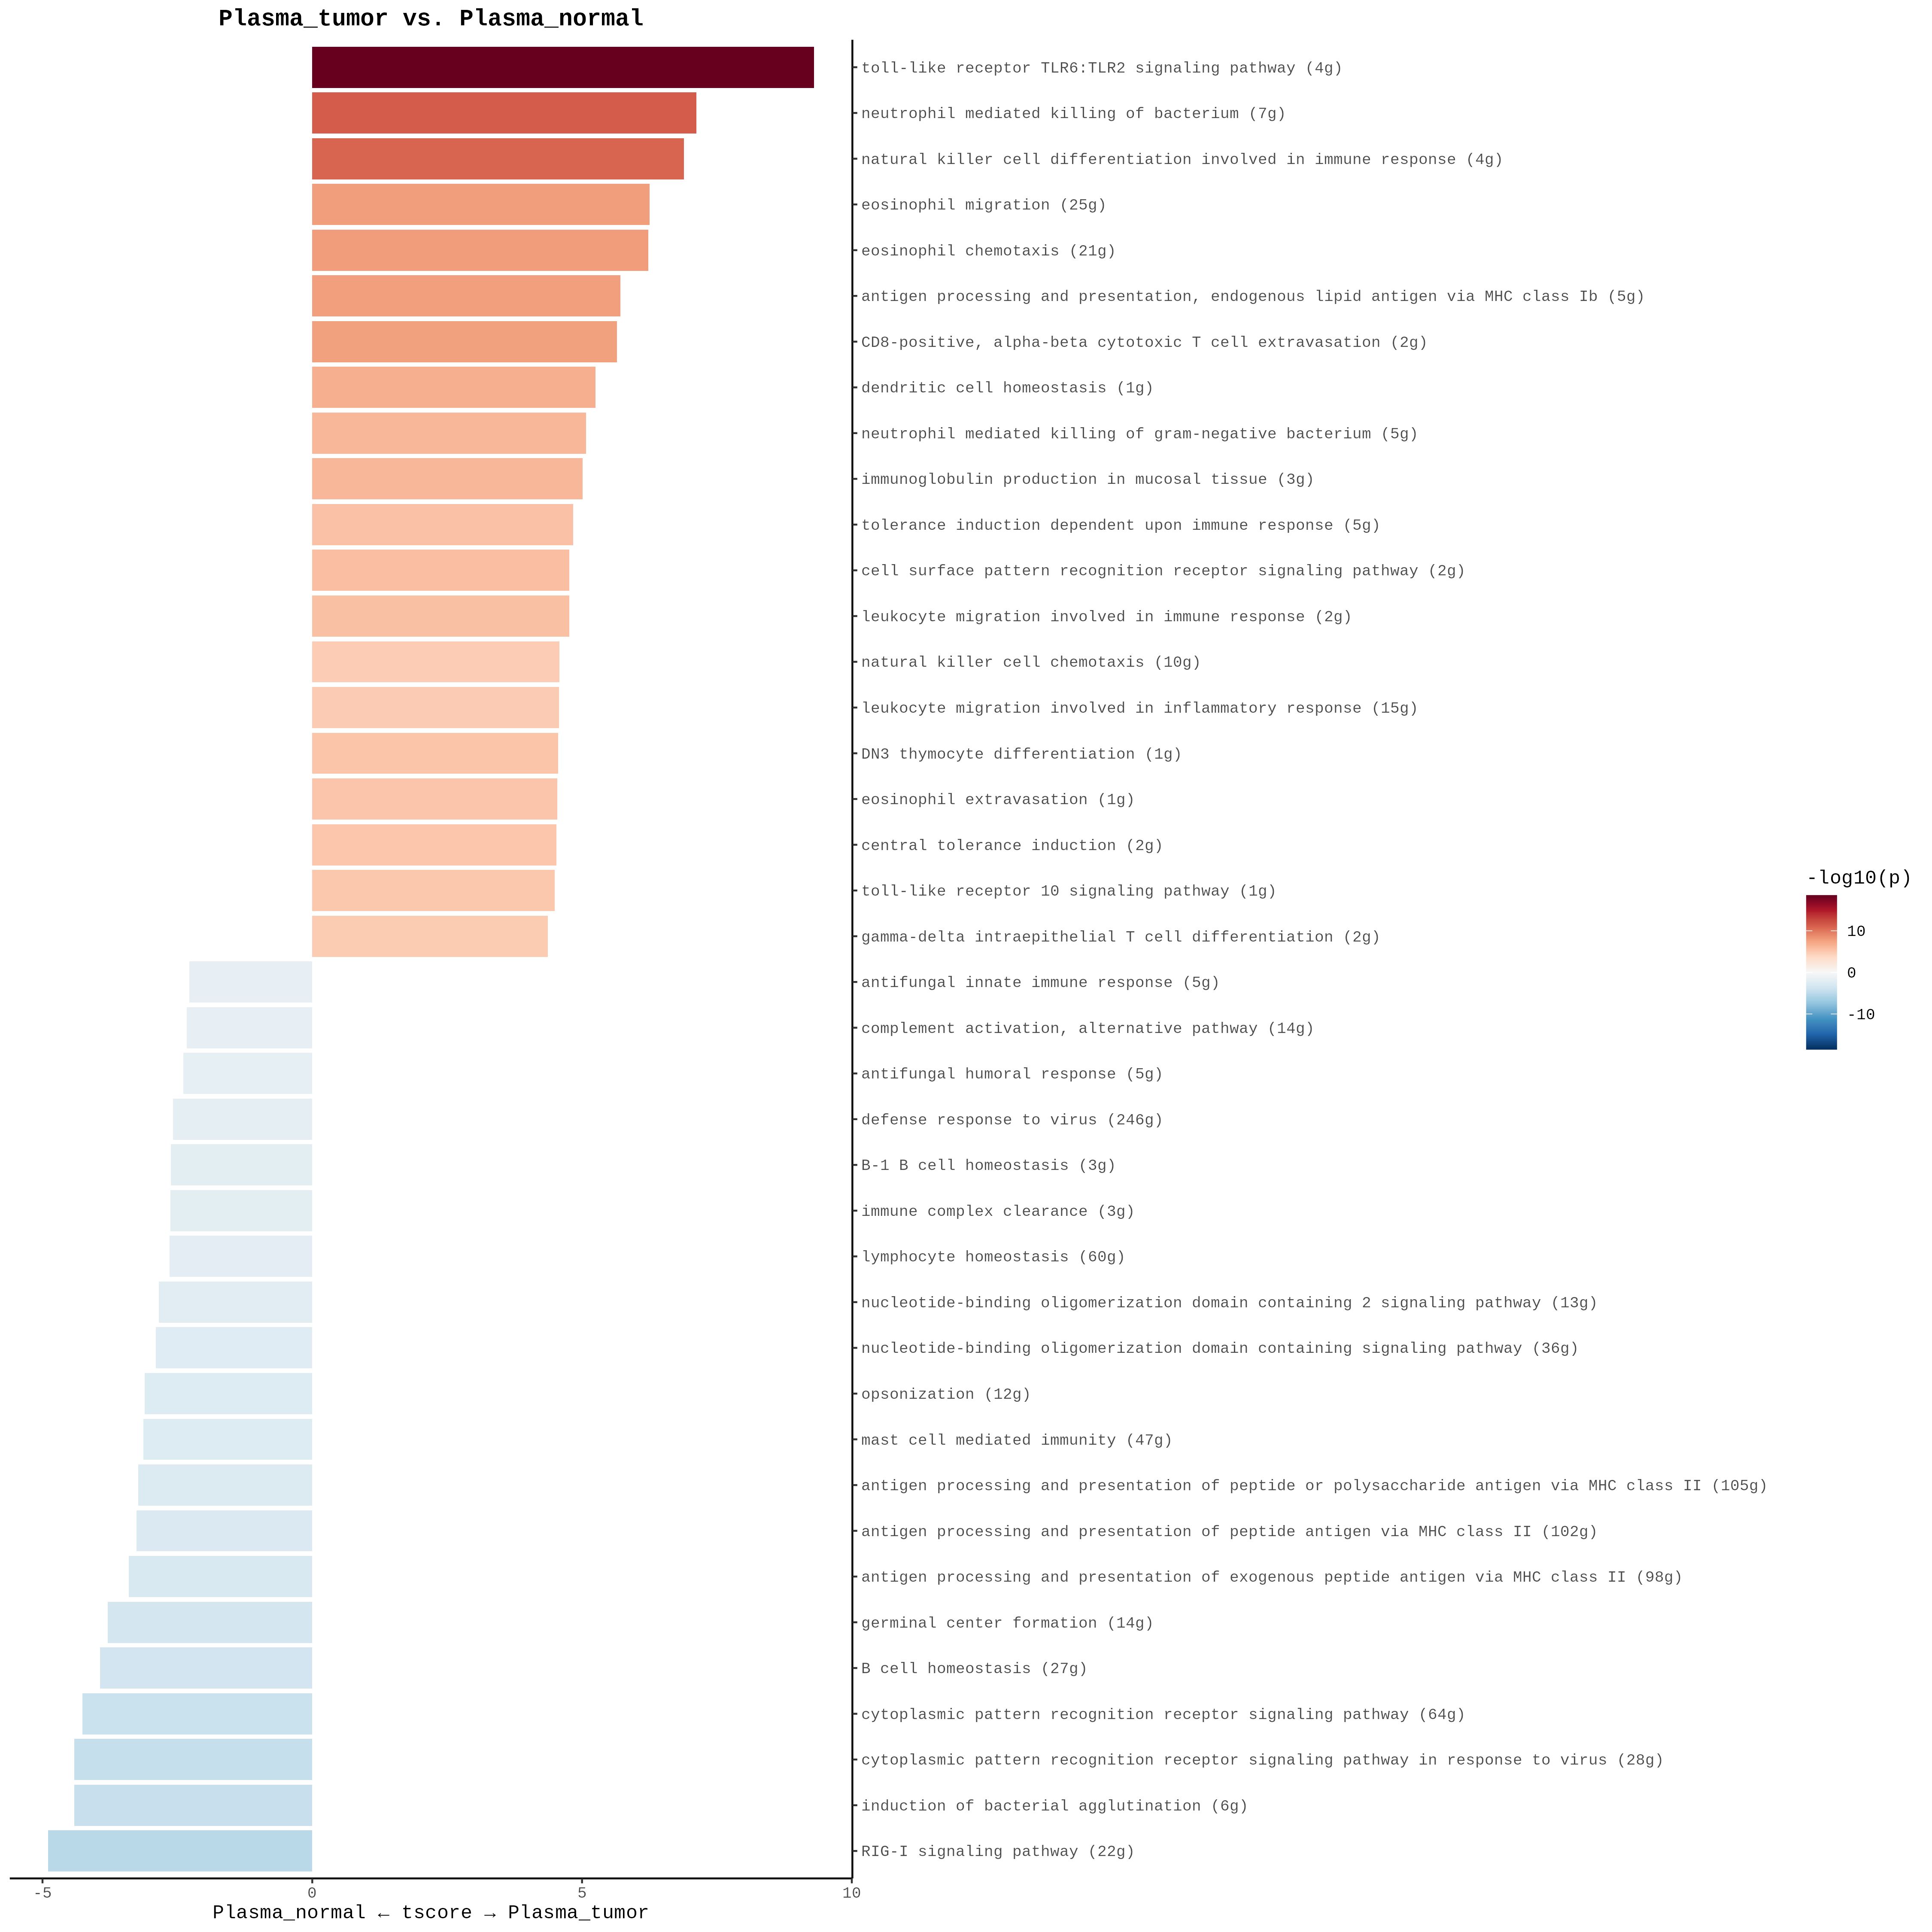 Plasma_tumor vs. Plasma_normal
toll-like receptor TLR6:TLR2 signaling pathway (4g)
neutrophil mediated killing of bacterium (7g)
natural killer cell differentiation involved in immune response (4g)
eosinophil migration (25g)
eosinophil chemotaxis (21g)
antigen processing and presentation, endogenous lipid antigen via MHC class Ib (5g)
CD8-positive, alpha-beta cytotoxic T cell extravasation (2g)
dendritic cell homeostasis (1g)
neutrophil mediated killing of gram-negative bacterium (5g)
immunoglobulin production in mucosal tissue (3g)
tolerance induction dependent upon immune response (5g)
cell surface pattern recognition receptor signaling pathway (2g)
leukocyte migration involved in immune response (2g)
natural killer cell chemotaxis (10g)
leukocyte migration involved in inflammatory response (15g)
DN3 thymocyte differentiation (1g)
eosinophil extravasation (1g)
central tolerance induction (2g)
toll-like receptor 10 signaling pathway (1g)
gamma-delta intraepithelial T cell differentiation (2g)
antifungal innate immune response (5g)
complement activation, alternative pathway (14g)
antifungal humoral response (5g)
defense response to virus (246g)
B-1 B cell homeostasis (3g)
immune complex clearance (3g)
lymphocyte homeostasis (60g)
nucleotide-binding oligomerization domain containing 2 signaling pathway (13g)
nucleotide-binding oligomerization domain containing signaling pathway (36g)
opsonization (12g)
mast cell mediated immunity (47g)
antigen processing and presentation of peptide or polysaccharide antigen via MHC class II (105g)
antigen processing and presentation of peptide antigen via MHC class II (102g)
antigen processing and presentation of exogenous peptide antigen via MHC class II (98g)
germinal center formation (14g)
B cell homeostasis (27g)
cytoplasmic pattern recognition receptor signaling pathway (64g)
cytoplasmic pattern recognition receptor signaling pathway in response to virus (28g)
induction of bacterial agglutination (6g)
RIG-I signaling pathway (22g)
-5 0 5 10
Plasma_normal ← tscore → Plasma_tumor
-log10(p)
10
0
-10